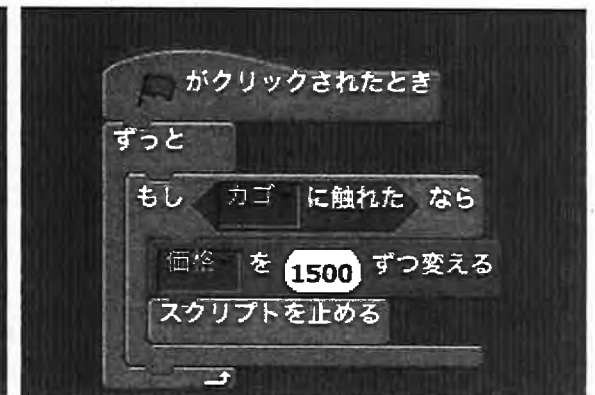 がクリックされたとき
ずっと
もし カゴ に触れた なら
価格 を 1500 ずつ変える
スクリプトを止める